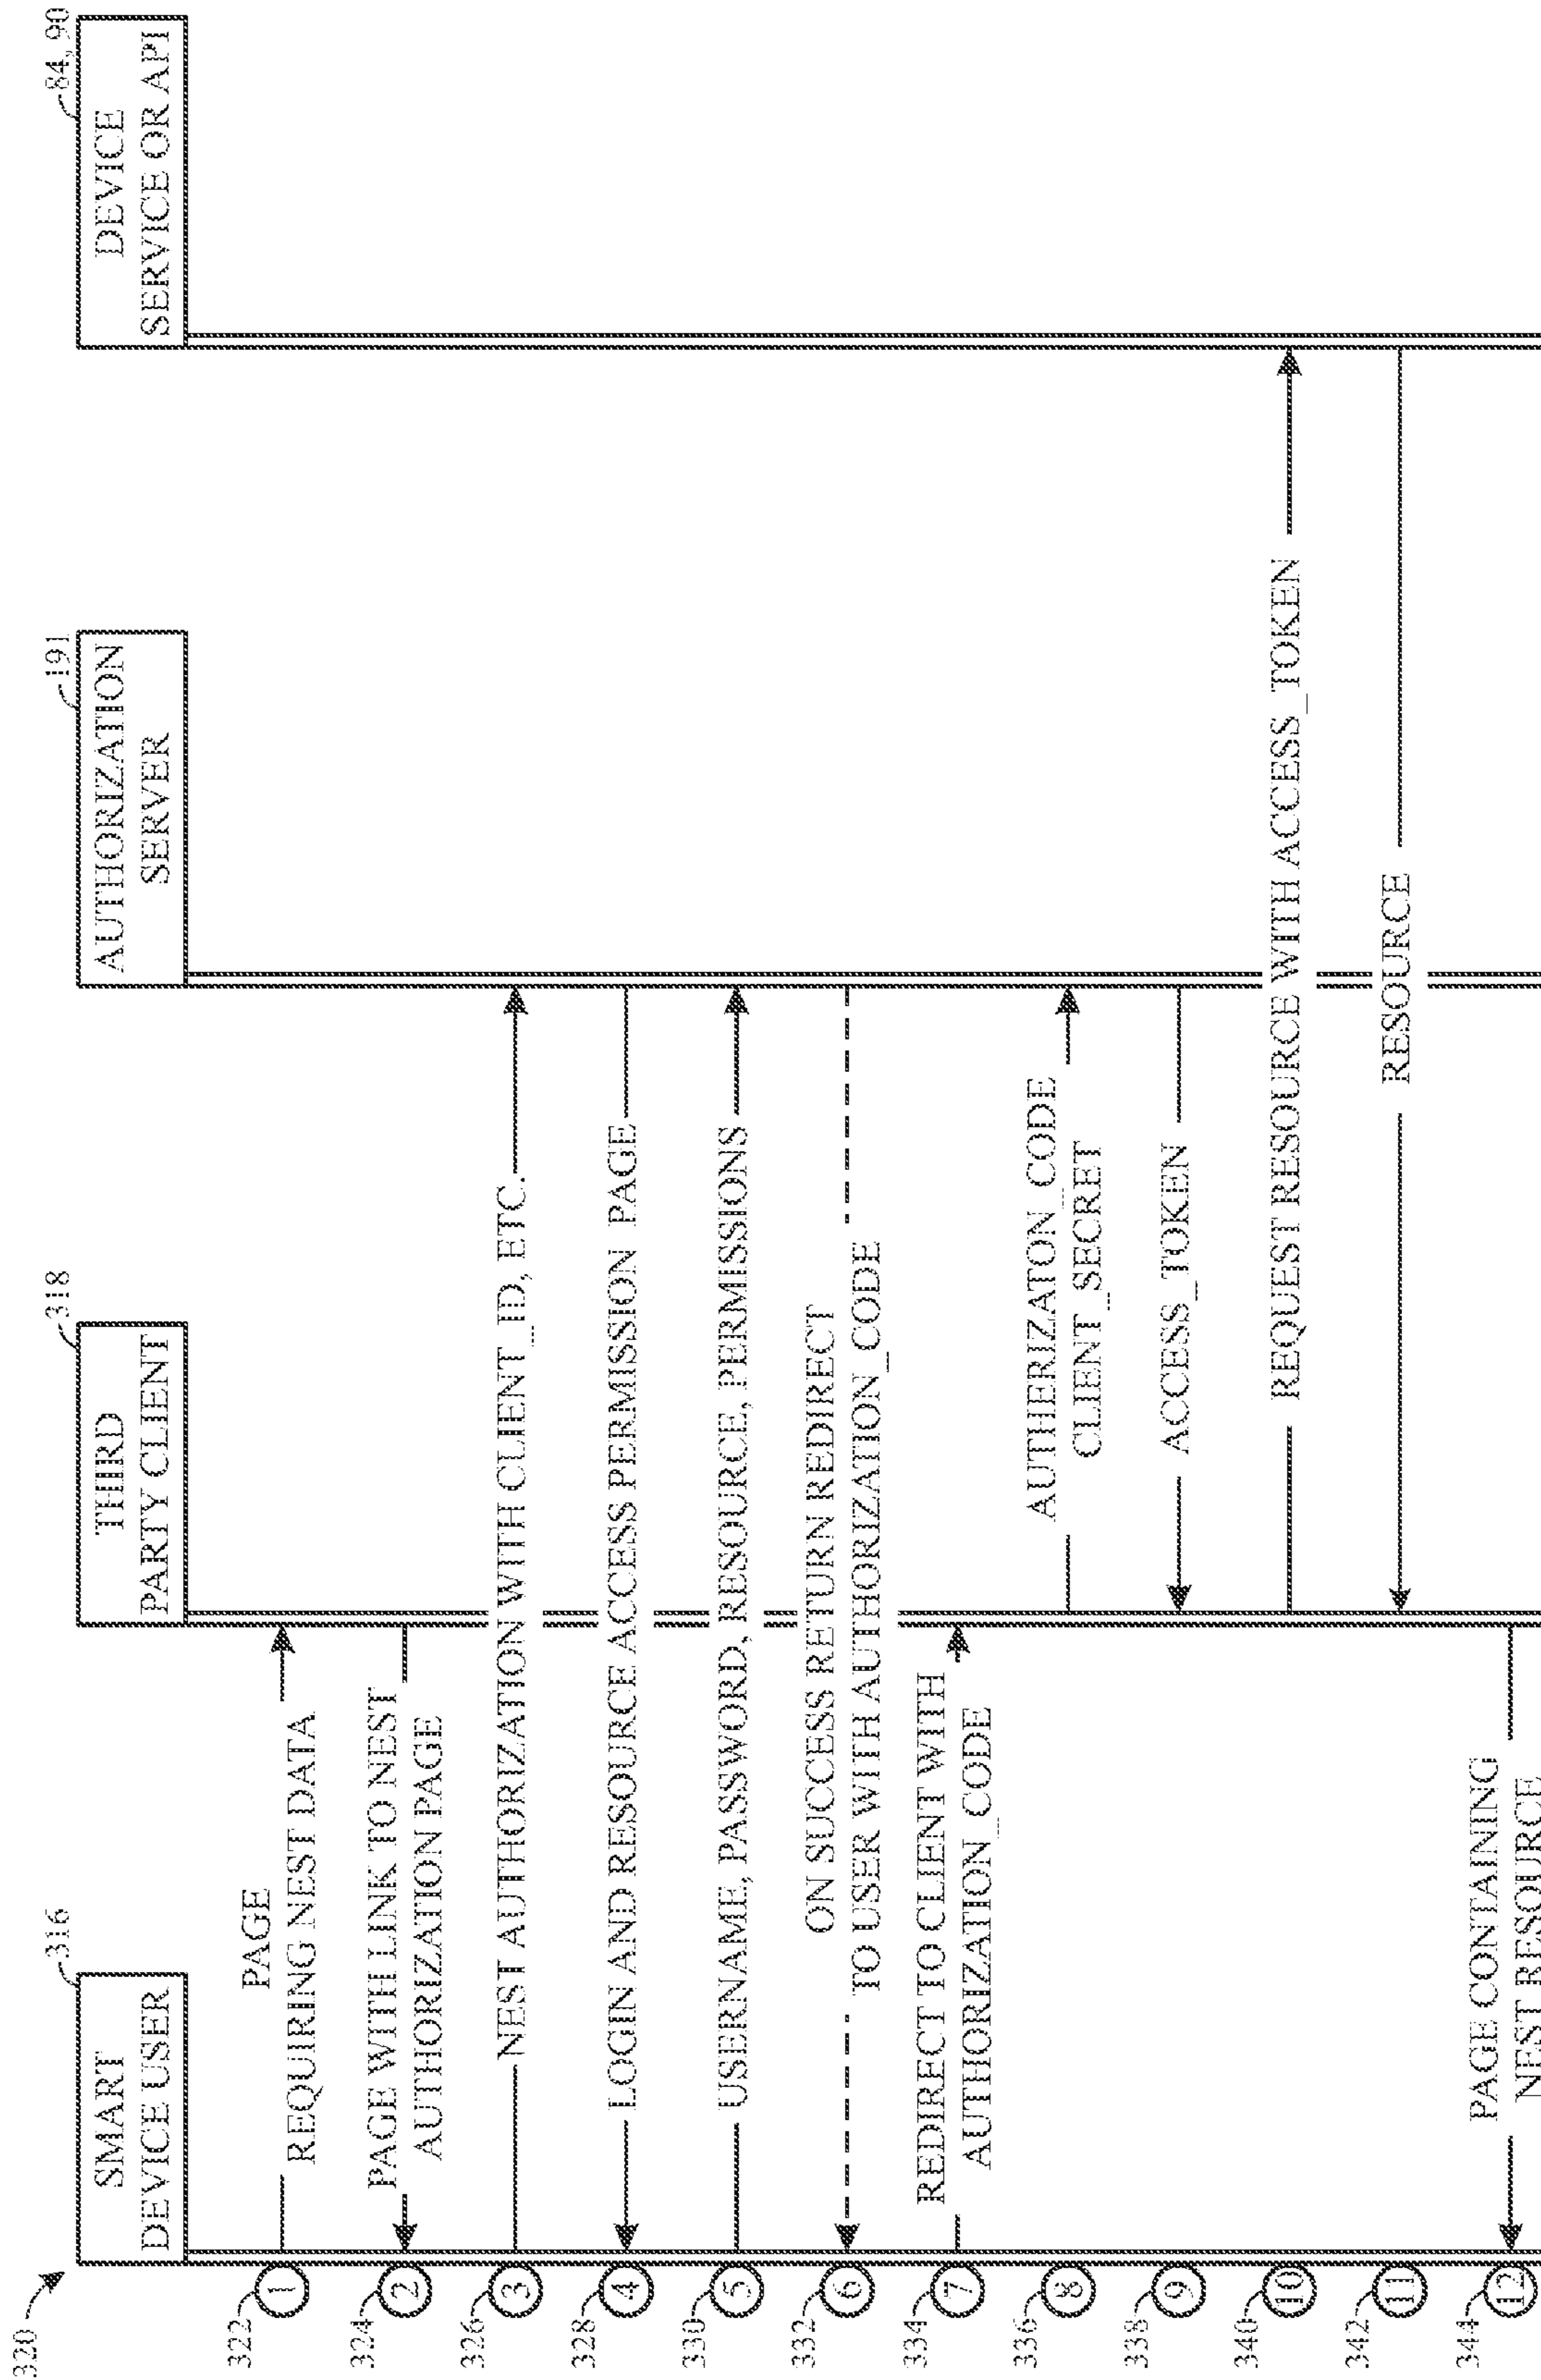 320
SMART
DEVICE USER
316
THIRD
PARTY CLIENT
318
AUTHORIZATION
SERVER
191
DEVICE
SERVICE OR API
84, 90
322
1
PAGE
REQUIRING NEST DATA
324
2
PAGE WITH LINK TO NEST
AUTHORIZATION PAGE
326
3
NEST AUTHORIZATION WITH CLIENT_ID, ETC.
328
4
LOGIN AND RESOURCE ACCESS PERMISSION PAGE
330
5
USERNAME, PASSWORD, RESOURCE, PERMISSIONS
332
6
ON SUCCESS RETURN REDIRECT
TO USER WITH AUTHORIZATION_CODE
334
7
REDIRECT TO CLIENT WITH
AUTHORIZATION_CODE
336
8
AUTHERIZATON_CODE
CLIENT_SECRET
338
9
ACCESS_TOKEN
340
10
REQUEST RESOURCE WITH ACCESS_TOKEN
342
11
RESOURCE
344
12
PAGE CONTAINING
NEST RESOURCE